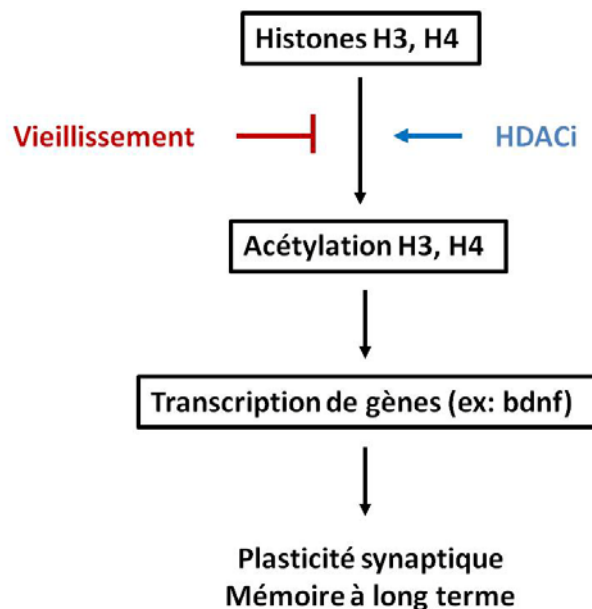 Histones H3, H4
Vieillissement
HDACi
Acétylation H3, H4
Transcription de gènes (ex: bdnf)
Plasticité synaptique
Mémoire à long terme